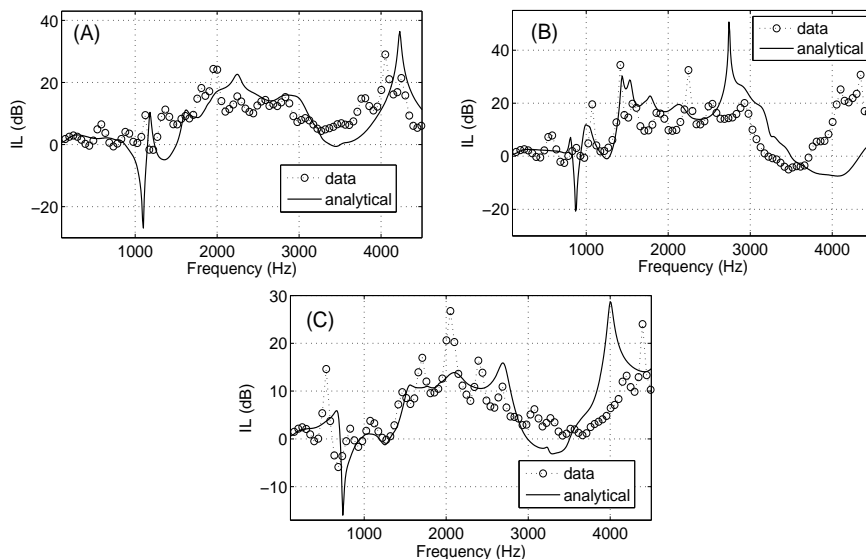 (A)
40
20
0
−20
IL (dB)
1000 2000 3000 4000
Frequency (Hz)
data
analytical
(B)
40
20
0
−20
IL (dB)
1000 2000 3000 4000
Frequency (Hz)
data
analytical
(C)
30
20
10
0
−10
IL (dB)
1000 2000 3000 4000
Frequency (Hz)
data
analytical